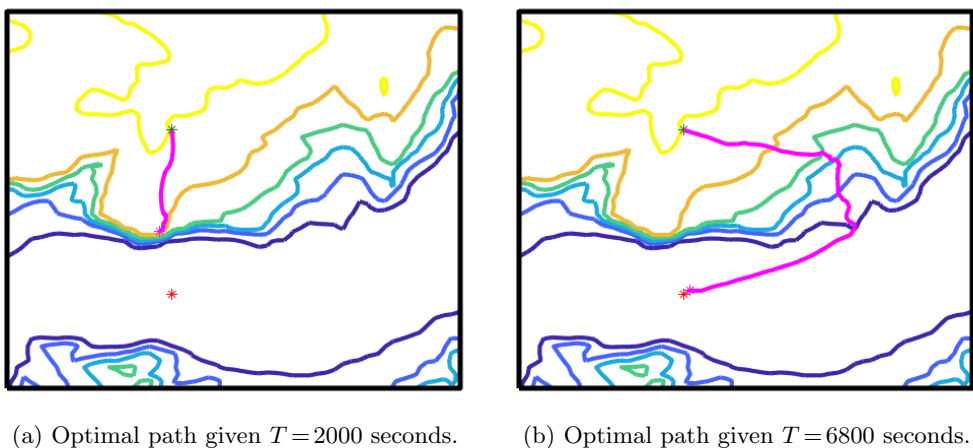 (a) Optimal path given T = 2000 seconds.
(b) Optimal path given T = 6800 seconds.